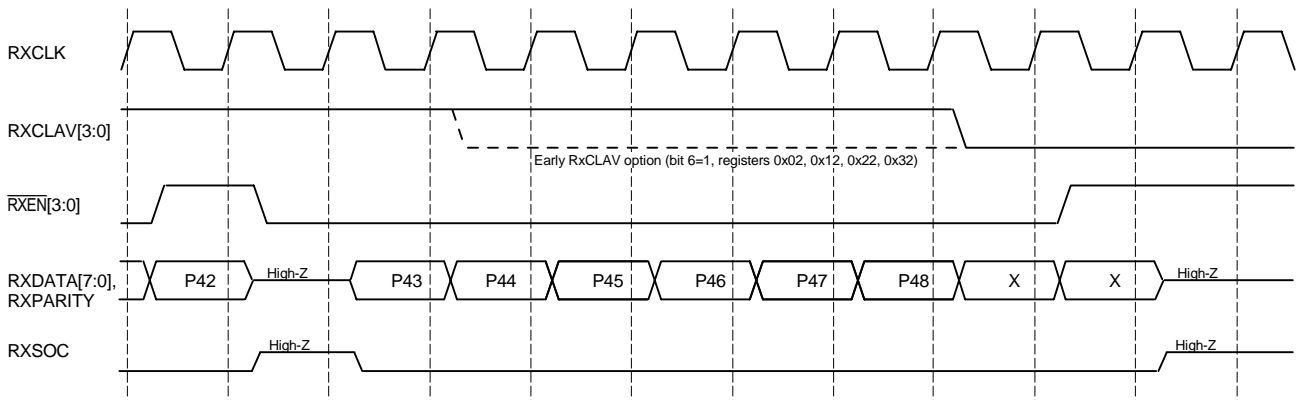 RXCLK
RXCLAV[3:0]
Early RxCLAV option (bit 6=1, registers 0x02, 0x12, 0x22, 0x32)
RXEN[3:0]
RXDATA[7:0],
RXPARITY
P42
High-Z
P43
P44
P45
P46
P47
P48
X
X
High-Z
RXSOC
High-Z
High-Z